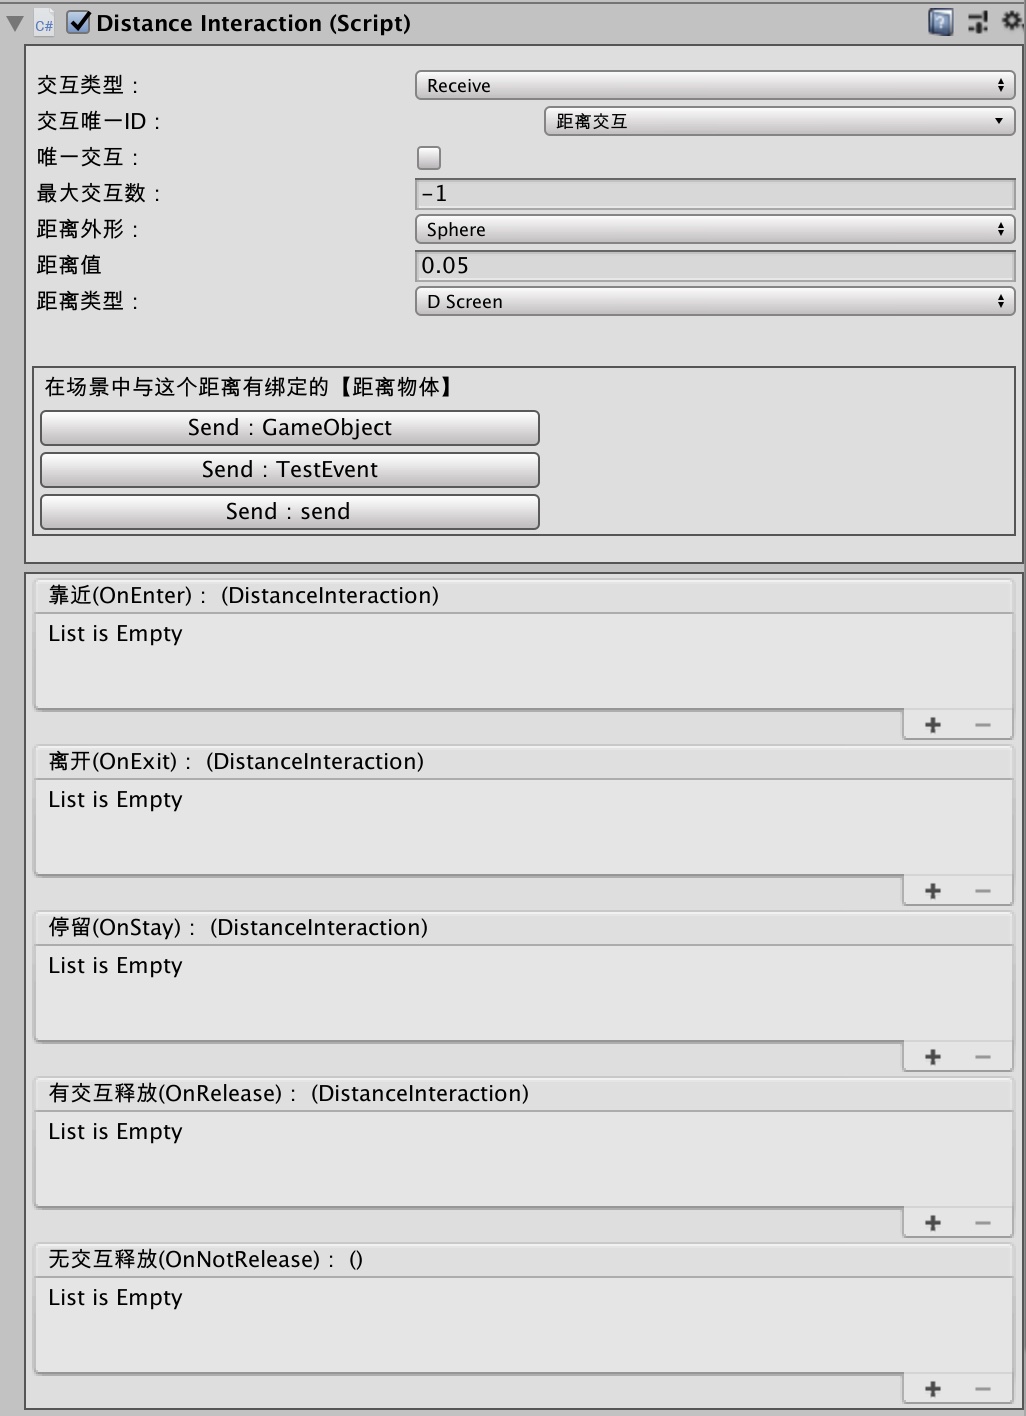 C# Distance Interaction (Script)
交互类型： Receive
交互唯一ID： 距离交互
唯一交互：
最大交互数： -1
距离外形： Sphere
距离值 0.05
距离类型： D Screen
在场景中与这个距离有绑定的【距离物体】
Send：GameObject
Send：TestEvent
Send：send
靠近(OnEnter)： (DistanceInteraction)
List is Empty
离开(OnExit)： (DistanceInteraction)
List is Empty
停留(OnStay)： (DistanceInteraction)
List is Empty
有交互释放(OnRelease)： (DistanceInteraction)
List is Empty
无交互释放(OnNotRelease)： ()
List is Empty